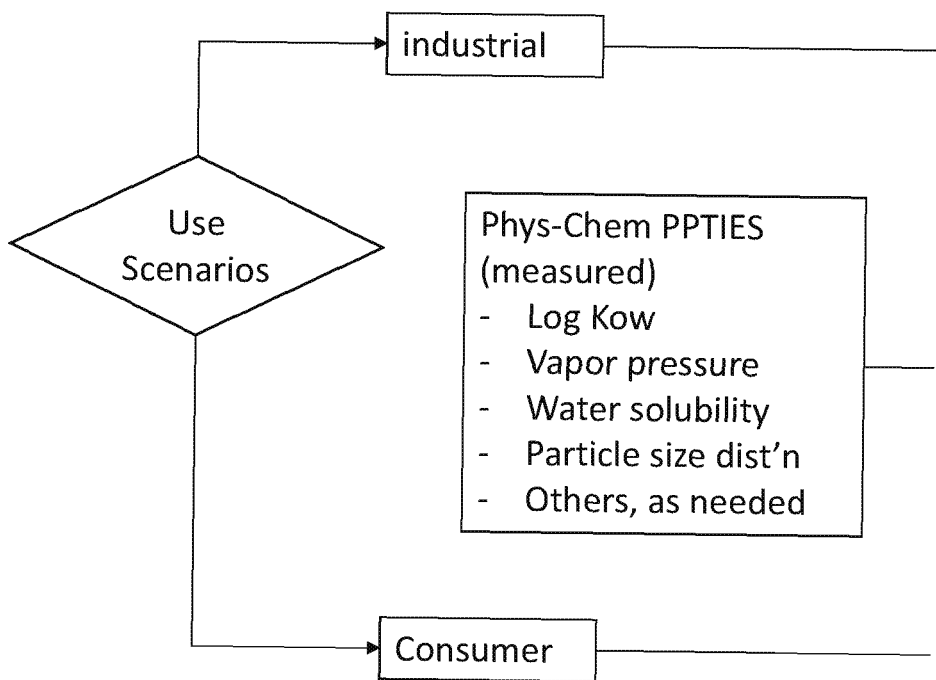 industrial
Use
Scenarios
Phys-Chem PPTIES
(measured)
- Log Kow
- Vapor pressure
- Water solubility
- Particle size dist’n
- Others, as needed
Consumer